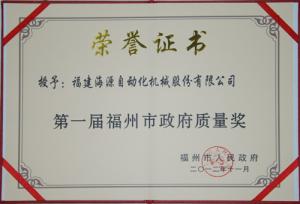 荣誉证书
授予：福建海源自动化机械股份有限公司
第一届福州市政府质量奖
福州市人民政府
二〇一二年十一月